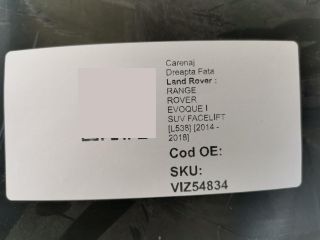 Carenaj
Dreapta Fata
Land Rover :
RANGE
ROVER
EVOQUE I
SUV FACELIFT
[L538] [2014 -
2018]
Cod OE:
SKU:
VIZ54834